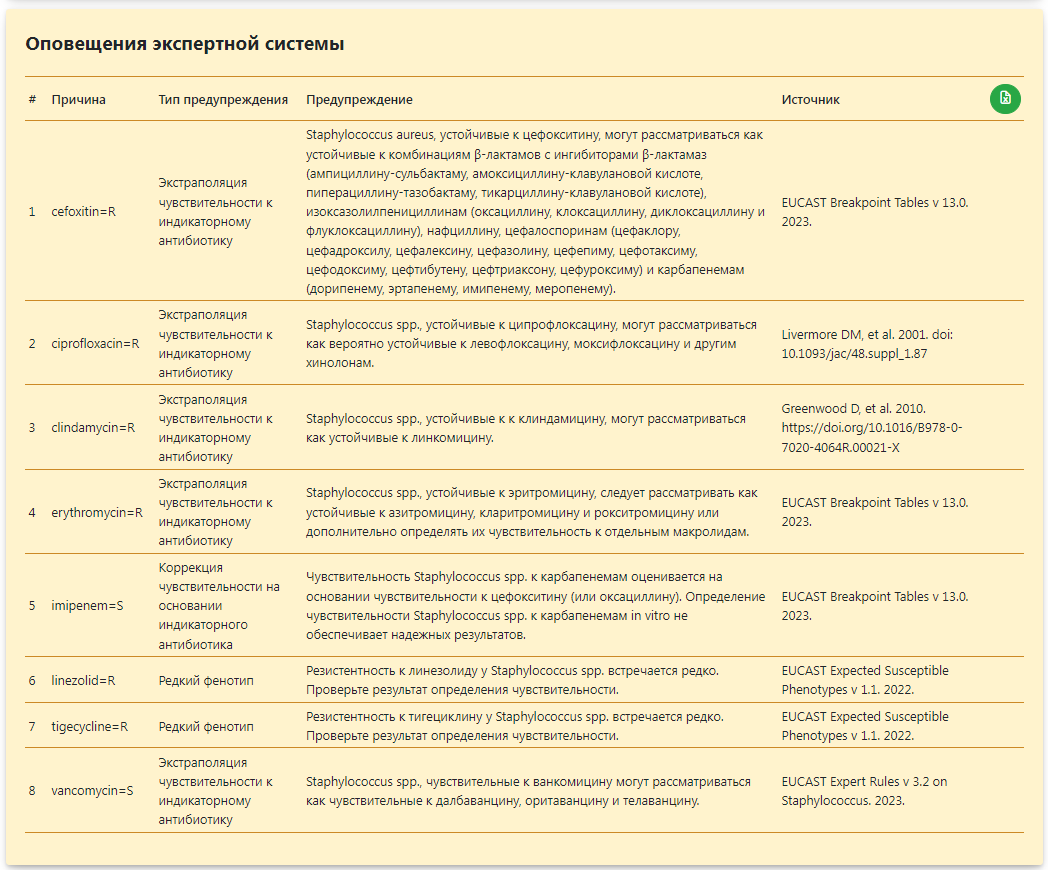 Оповещения экспертной системы
# Причина Тип предупреждения Предупреждение Источник
1 cefoxitin=R
Экстраполяция
чувствительности к
индикаторному
антибиотику
Staphylococcus aureus, устойчивые к цефокситину, могут рассматриваться как
устойчивые к комбинациям β-лактамов с ингибиторами β-лактамаз
(ампициллину-сульбактаму, амоксициллину-клавулановой кислоте,
пиперациллину-тазобактаму, тикарциллину-клавулановой кислоте),
изоксазолилпенициллинам (оксациллину, клоксациллину, диклоксациллину и
флуклоксациллину), нафциллину, цефалоспоринам (цефаклору,
цефадроксилу, цефалексину, цефазолину, цефепиму, цефотаксиму,
цефодоксиму, цефтибутену, цефтриаксону, цефуроксиму) и карбапенемам
(дорипенему, эртапенему, имипенему, меропенему).
EUCAST Breakpoint Tables v 13.0.
2023.
2 ciprofloxacin=R
Экстраполяция
чувствительности к
индикаторному
антибиотику
Staphylococcus spp., устойчивые к ципрофлоксацину, могут рассматриваться
как вероятно устойчивые к левофлоксацину, моксифлоксацину и другим
хинолонам.
Livermore DM, et al. 2001. doi:
10.1093/jac/48.suppl_1.87
3 clindamycin=R
Экстраполяция
чувствительности к
индикаторному
антибиотику
Staphylococcus spp., устойчивые к к клиндамицину, могут рассматриваться
как устойчивые к линкомицину.
Greenwood D, et al. 2010.
https://doi.org/10.1016/B978-0-
7020-4064R.00021-X
4 erythromycin=R
Экстраполяция
чувствительности к
индикаторному
антибиотику
Staphylococcus spp., устойчивые к эритромицину, следует рассматривать как
устойчивые к азитромицину, кларитромицину и рокситромицину или
дополнительно определять их чувствительность к отдельным макролидам.
EUCAST Breakpoint Tables v 13.0.
2023.
5 imipenem=S
Коррекция
чувствительности на
основании
индикаторного
антибиотика
Чувствительность Staphylococcus spp. к карбапенемам оценивается на
основании чувствительности к цефокситину (или оксациллину). Определение
чувствительности Staphylococcus spp. к карбапенемам in vitro не
обеспечивает надежных результатов.
EUCAST Breakpoint Tables v 13.0.
2023.
6 linezolid=R
Редкий фенотип
Резистентность к линезолиду у Staphylococcus spp. встречается редко.
Проверьте результат определения чувствительности.
EUCAST Expected Susceptible
Phenotypes v 1.1. 2022.
7 tigecycline=R
Редкий фенотип
Резистентность к тигециклину у Staphylococcus spp. встречается редко.
Проверьте результат определения чувствительности.
EUCAST Expected Susceptible
Phenotypes v 1.1. 2022.
8 vancomycin=S
Экстраполяция
чувствительности к
индикаторному
антибиотику
Staphylococcus spp., чувствительные к ванкомицину могут рассматриваться
как чувствительные к далбаванцину, оритаванцину и телаванцину.
EUCAST Expert Rules v 3.2 on
Staphylococcus. 2023.